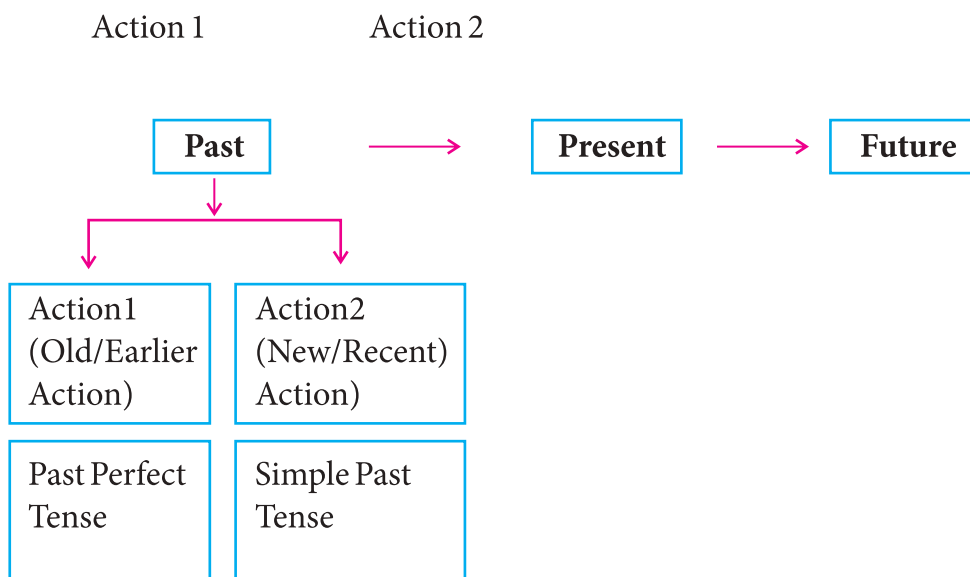 Action 1 Action 2
Past Present Future
Action1
(Old/Earlier
Action)
Action2
(New/Recent)
Action)
Past Perfect
Tense
Simple Past
Tense